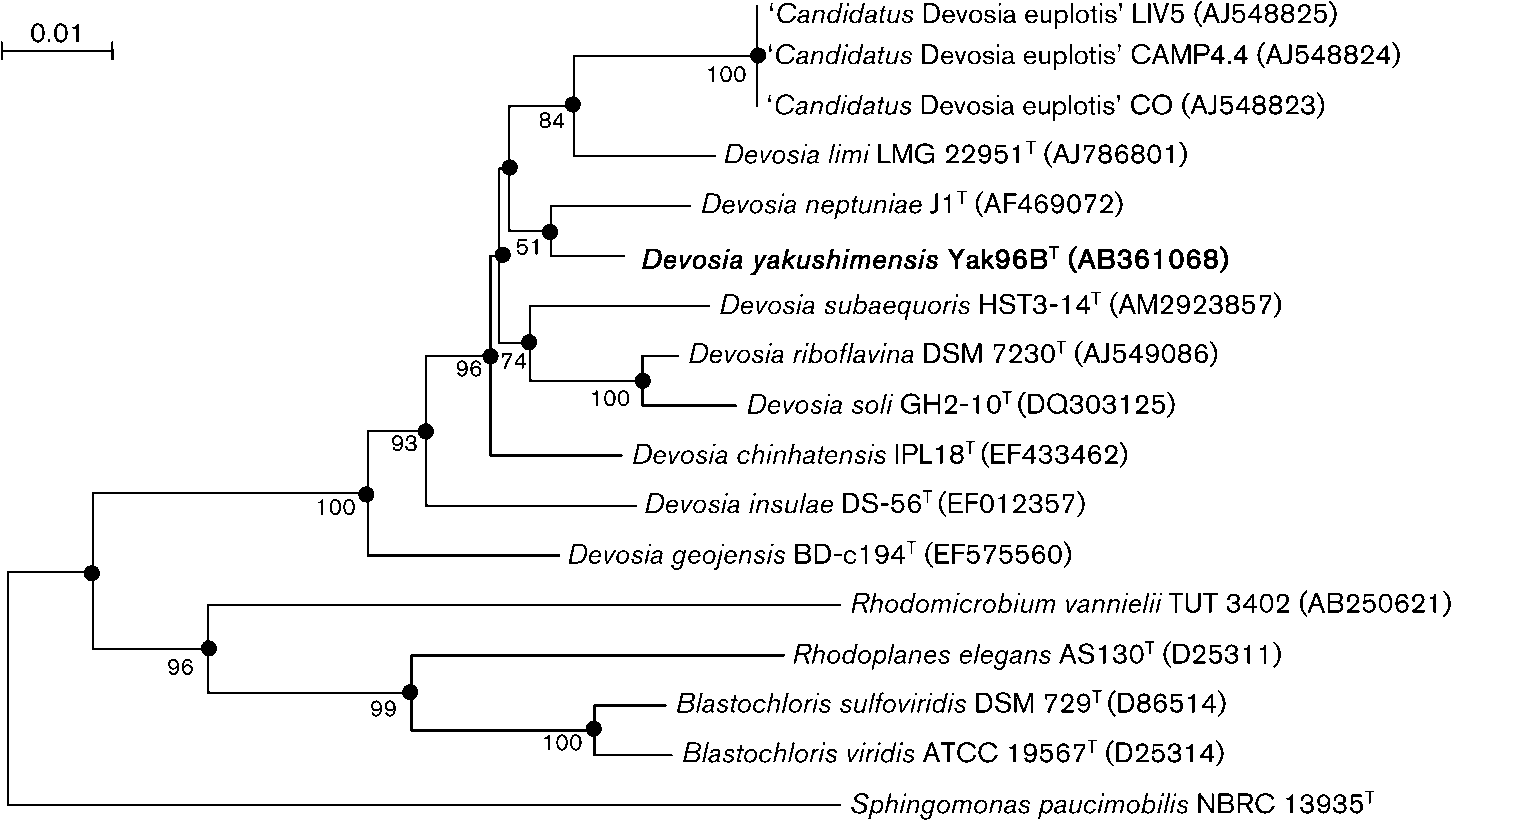 0.01
‘Candidatus Devosia euplotis’ LIV5 (AJ548825)
‘Candidatus Devosia euplotis’ CAMP4.4 (AJ548824)
100
‘Candidatus Devosia euplotis’ CO (AJ548823)
84
Devosia limi LMG 22951T (AJ786801)
Devosia neptuniae J1T (AF469072)
51
Devosia yakushimensis Yak96BT (AB361068)
Devosia subaequoris HST3-14T (AM2923857)
Devosia riboflavina DSM 7230T (AJ549086)
96
74
100
Devosia soli GH2-10T (DQ303125)
93
Devosia chinhatensis IPL18T (EF433462)
100
Devosia insulae DS-56T (EF012357)
Devosia geojensis BD-c194T (EF575560)
Rhodomicrobium vannielii TUT 3402 (AB250621)
96
Rhodoplanes elegans AS130T (D25311)
99
Blastochloris sulfoviridis DSM 729T (D86514)
100
Blastochloris viridis ATCC 19567T (D25314)
Sphingomonas paucimobilis NBRC 13935T